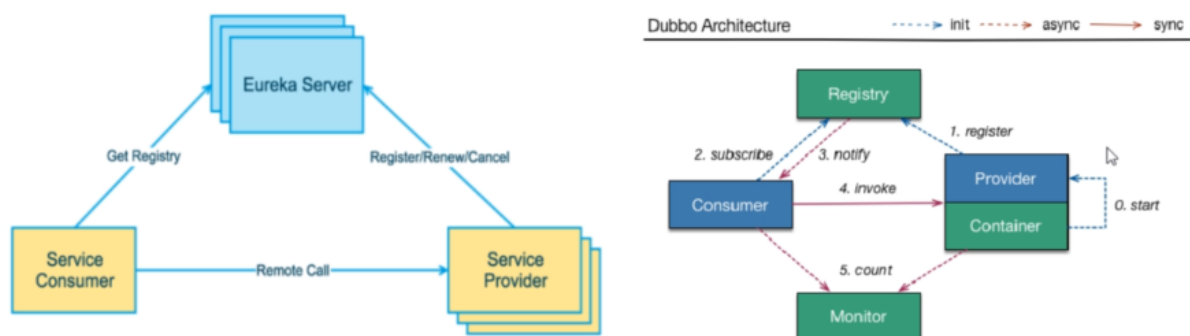 Eureka Server
Get Registry
Register/Renew/Cancel
Service
Consumer
Remote Call
Service
Provider
Dubbo Architecture
init
async
sync
Registry
1. register
2. subscribe
3. notify
Provider
Consumer
4. invoke
0. start
Container
5. count
Monitor